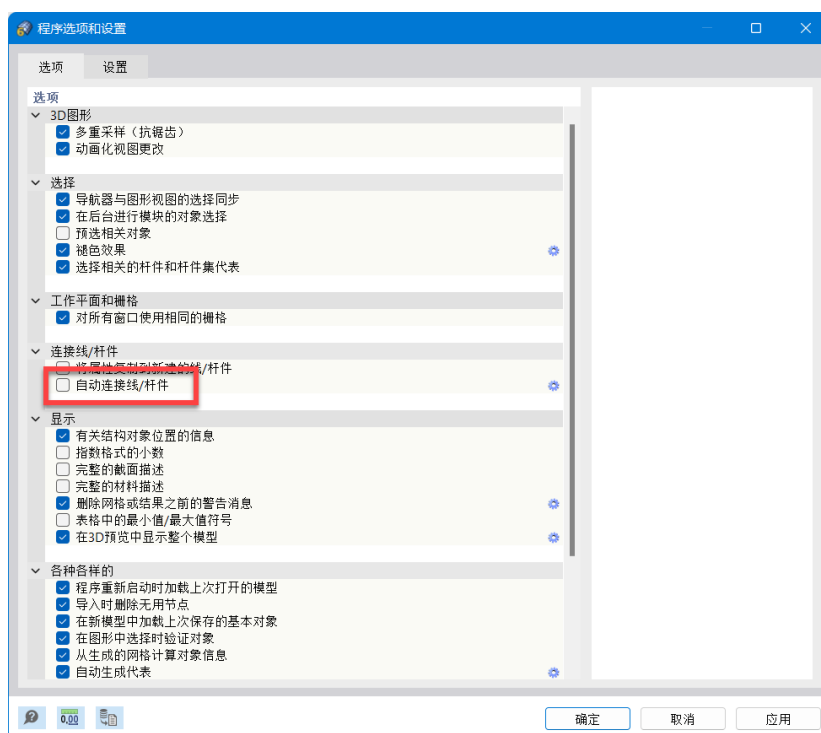 程序选项和设置
选项 设置
选项
3D图形
多重采样（抗锯齿）
动画化视图更改
选择
导航器与图形视图的选择同步
在后台进行模块的对象选择
预选相关对象
褪色效果
选择相关的杆件和杆件集代表
工作平面和栅格
对所有窗口使用相同的栅格
连接线/杆件
将属性复制到新建的线/杆件
自动连接线/杆件
显示
有关结构对象位置的信息
指数格式的小数
完整的截面描述
完整的材料描述
删除网格或结果之前的警告消息
表格中的最小值/最大值符号
在3D预览中显示整个模型
各种各样的
程序重新启动时加载上次打开的模型
导入时删除无用节点
在新模型中加载上次保存的基本对象
在图形中选择时验证对象
从生成的网格计算对象信息
自动生成代表
0,00
确定 取消 应用